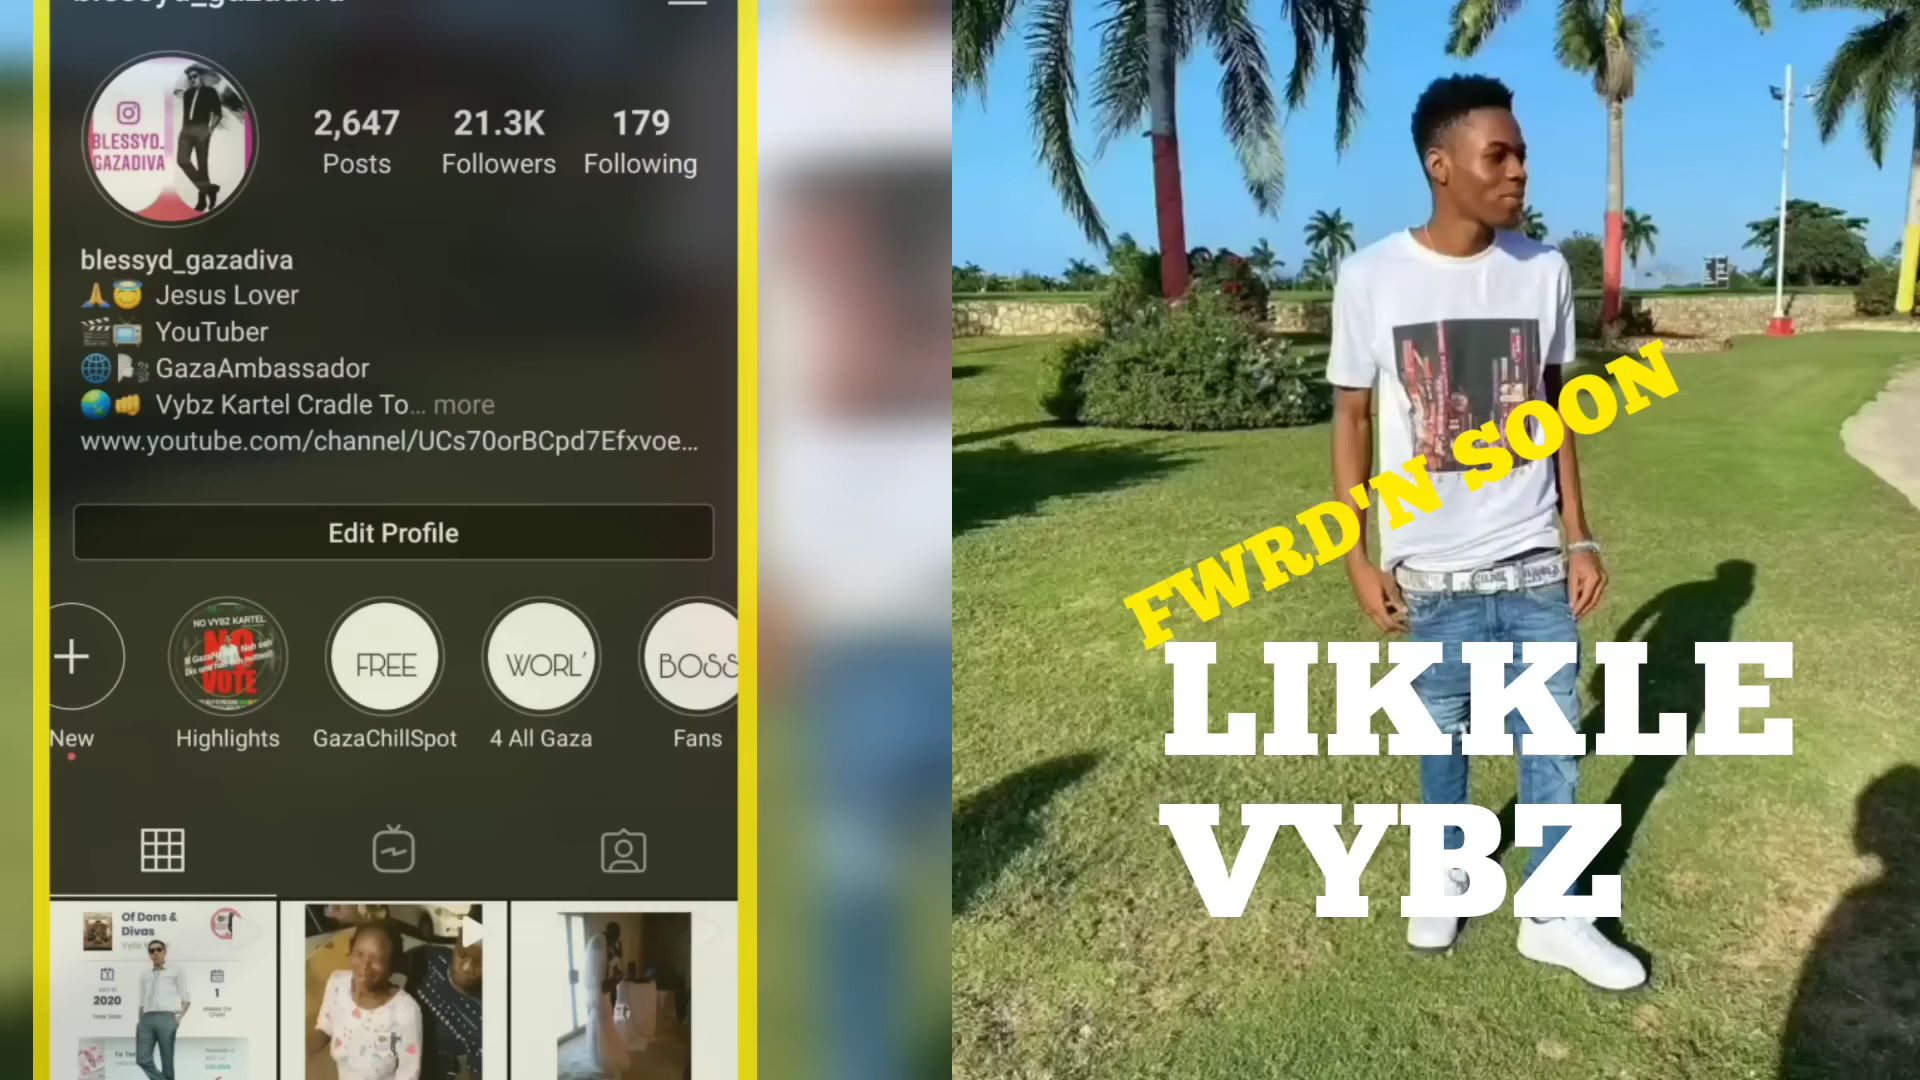 blessyd_gazadiva
BLESSYD_
GAZADIVA
2,647
Posts
21.3K
Followers
179
Following
blessyd_gazadiva
Jesus Lover
YouTuber
GazaAmbassador
Vybz Kartel Cradle To... more
www.youtube.com/channel/UCs70orBCpd7Efxvoe...
Edit Profile
NO VYBZ KARTEL
NO
VOTE
FREE
WORL'
BOSS
New
Highlights
GazaChillSpot
4 All Gaza
Fans
Of Dons &
Divas
2020
1
FWRD'N SOON
LIKKLE
VYBZ